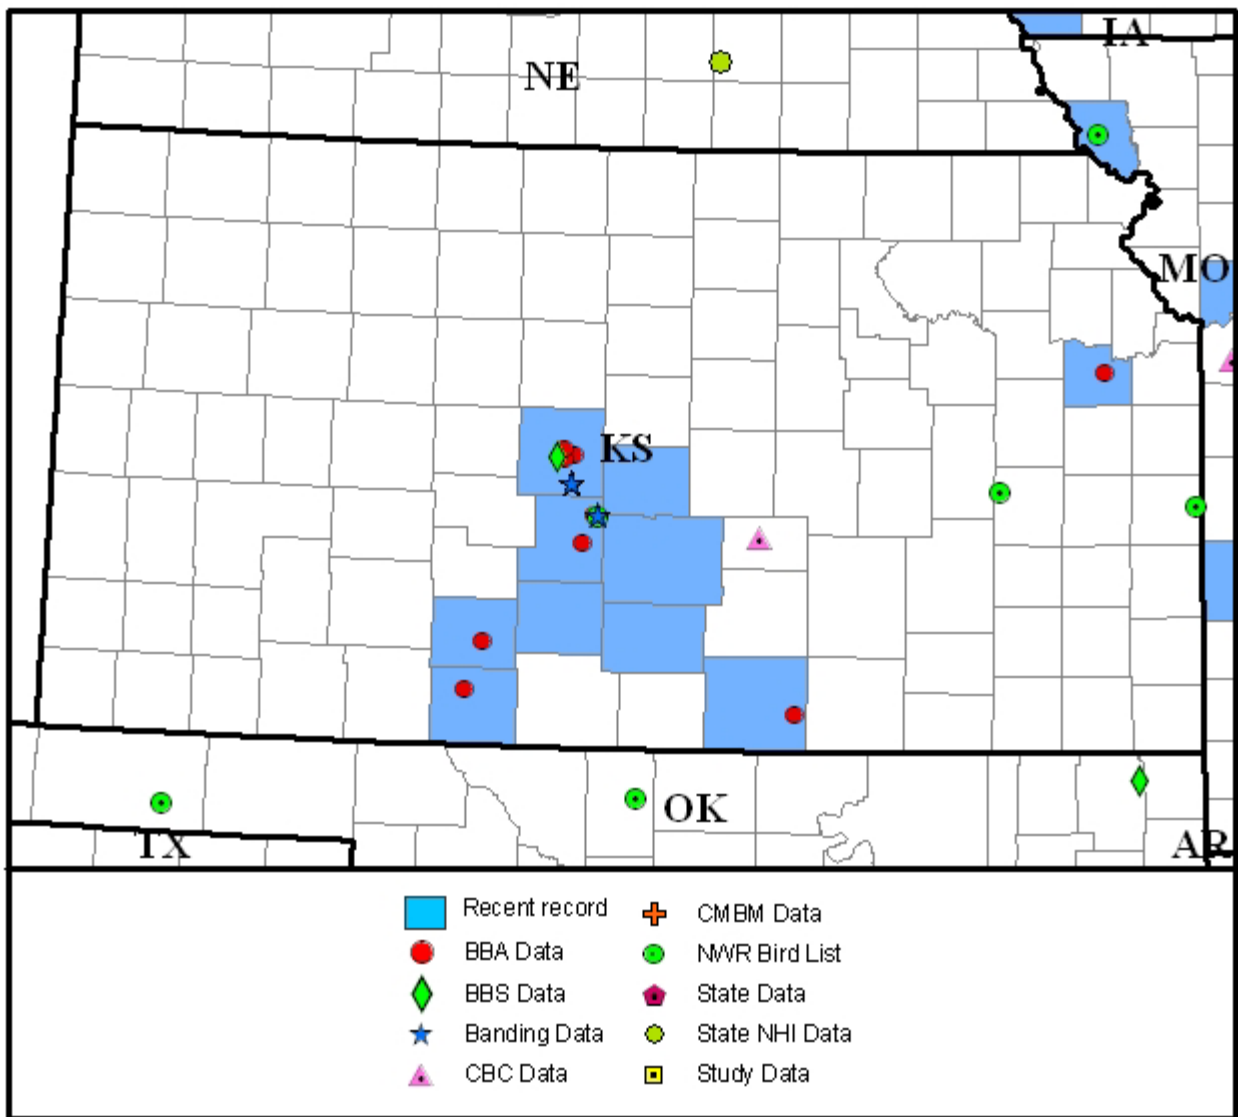 IA
NE
MO
KS
OK
TX
AR
Recent record
CMBM Data
BBA Data
NWR Bird List
BBS Data
State Data
Banding Data
State NHI Data
CBC Data
Study Data